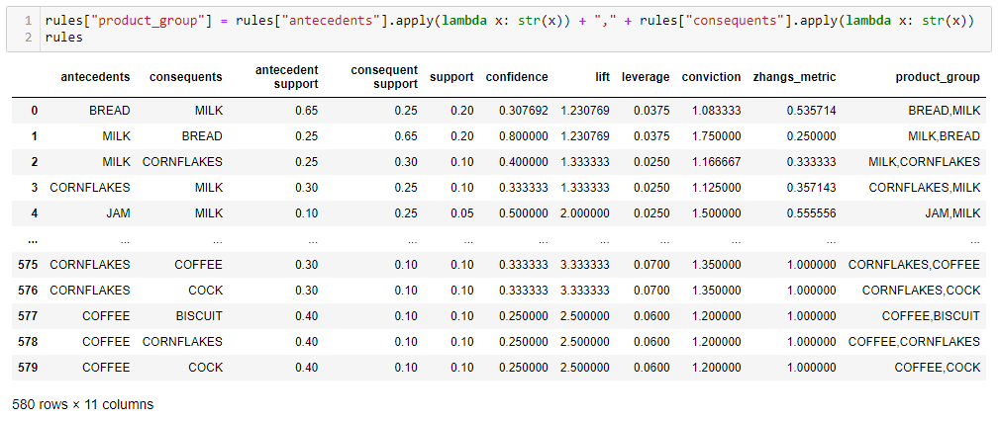 1 rules["product_group"] = rules["antecedents"].apply(lambda x: str(x)) + "," + rules["consequents"].apply(lambda x: str(x))
2 rules
antecedents consequents antecedent support consequent support support confidence lift leverage conviction zhangs_metric product_group
0 BREAD MILK 0.65 0.25 0.20 0.307692 1.230769 0.0375 1.083333 0.535714 BREAD,MILK
1 MILK BREAD 0.25 0.65 0.20 0.800000 1.230769 0.0375 1.750000 0.250000 MILK,BREAD
2 MILK CORNFLAKES 0.25 0.30 0.10 0.400000 1.333333 0.0250 1.166667 0.333333 MILK,CORNFLAKES
3 CORNFLAKES MILK 0.30 0.25 0.10 0.333333 1.333333 0.0250 1.125000 0.357143 CORNFLAKES,MILK
4 JAM MILK 0.10 0.25 0.05 0.500000 2.000000 0.0250 1.500000 0.555556 JAM,MILK
... ... ... ... ... ... ... ... ... ... ... ...
575 CORNFLAKES COFFEE 0.30 0.10 0.10 0.333333 3.333333 0.0700 1.350000 1.000000 CORNFLAKES,COFFEE
576 CORNFLAKES COCK 0.30 0.10 0.10 0.333333 3.333333 0.0700 1.350000 1.000000 CORNFLAKES,COCK
577 COFFEE BISCUIT 0.40 0.10 0.10 0.250000 2.500000 0.0600 1.200000 1.000000 COFFEE,BISCUIT
578 COFFEE CORNFLAKES 0.40 0.10 0.10 0.250000 2.500000 0.0600 1.200000 1.000000 COFFEE,CORNFLAKES
579 COFFEE COCK 0.40 0.10 0.10 0.250000 2.500000 0.0600 1.200000 1.000000 COFFEE,COCK
580 rows × 11 columns